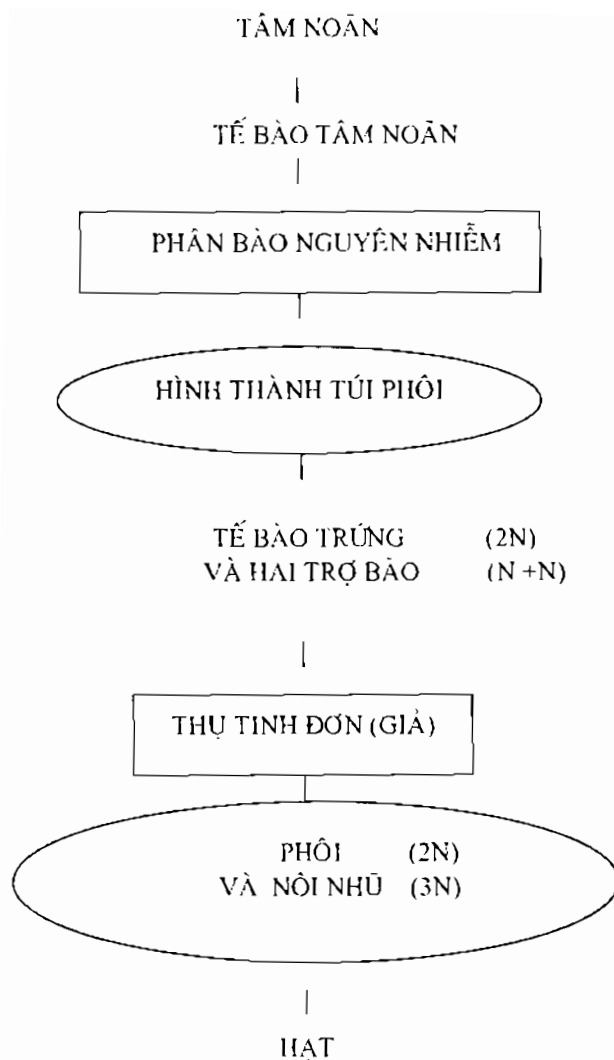 TÂM NOÃN
TẾ BÀO TÂM NOÃN
PHÂN BÀO NGUYÊN NHIỄM
HÌNH THÀNH TÚI PHÔI
TẾ BÀO TRỨNG (2N)
VÀ HAI TRỢ BÀO (N +N)
THỤ TINH ĐƠN (GIẢ)
PHÔI (2N)
VÀ NÔI NHŨ (3N)
HẠT